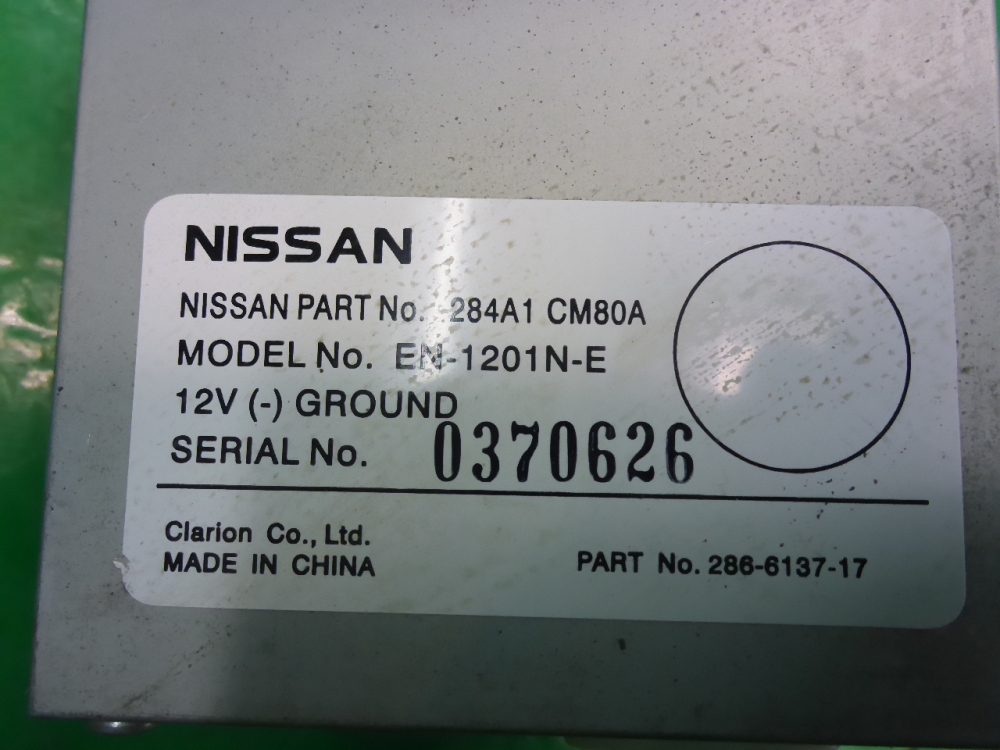 NISSAN
NISSAN PART No. 284A1 CM80A
MODEL No. EN-1201N-E
12V (-) GROUND
SERIAL No. 0370626
Clarion Co., Ltd.
MADE IN CHINA PART No. 286-6137-17